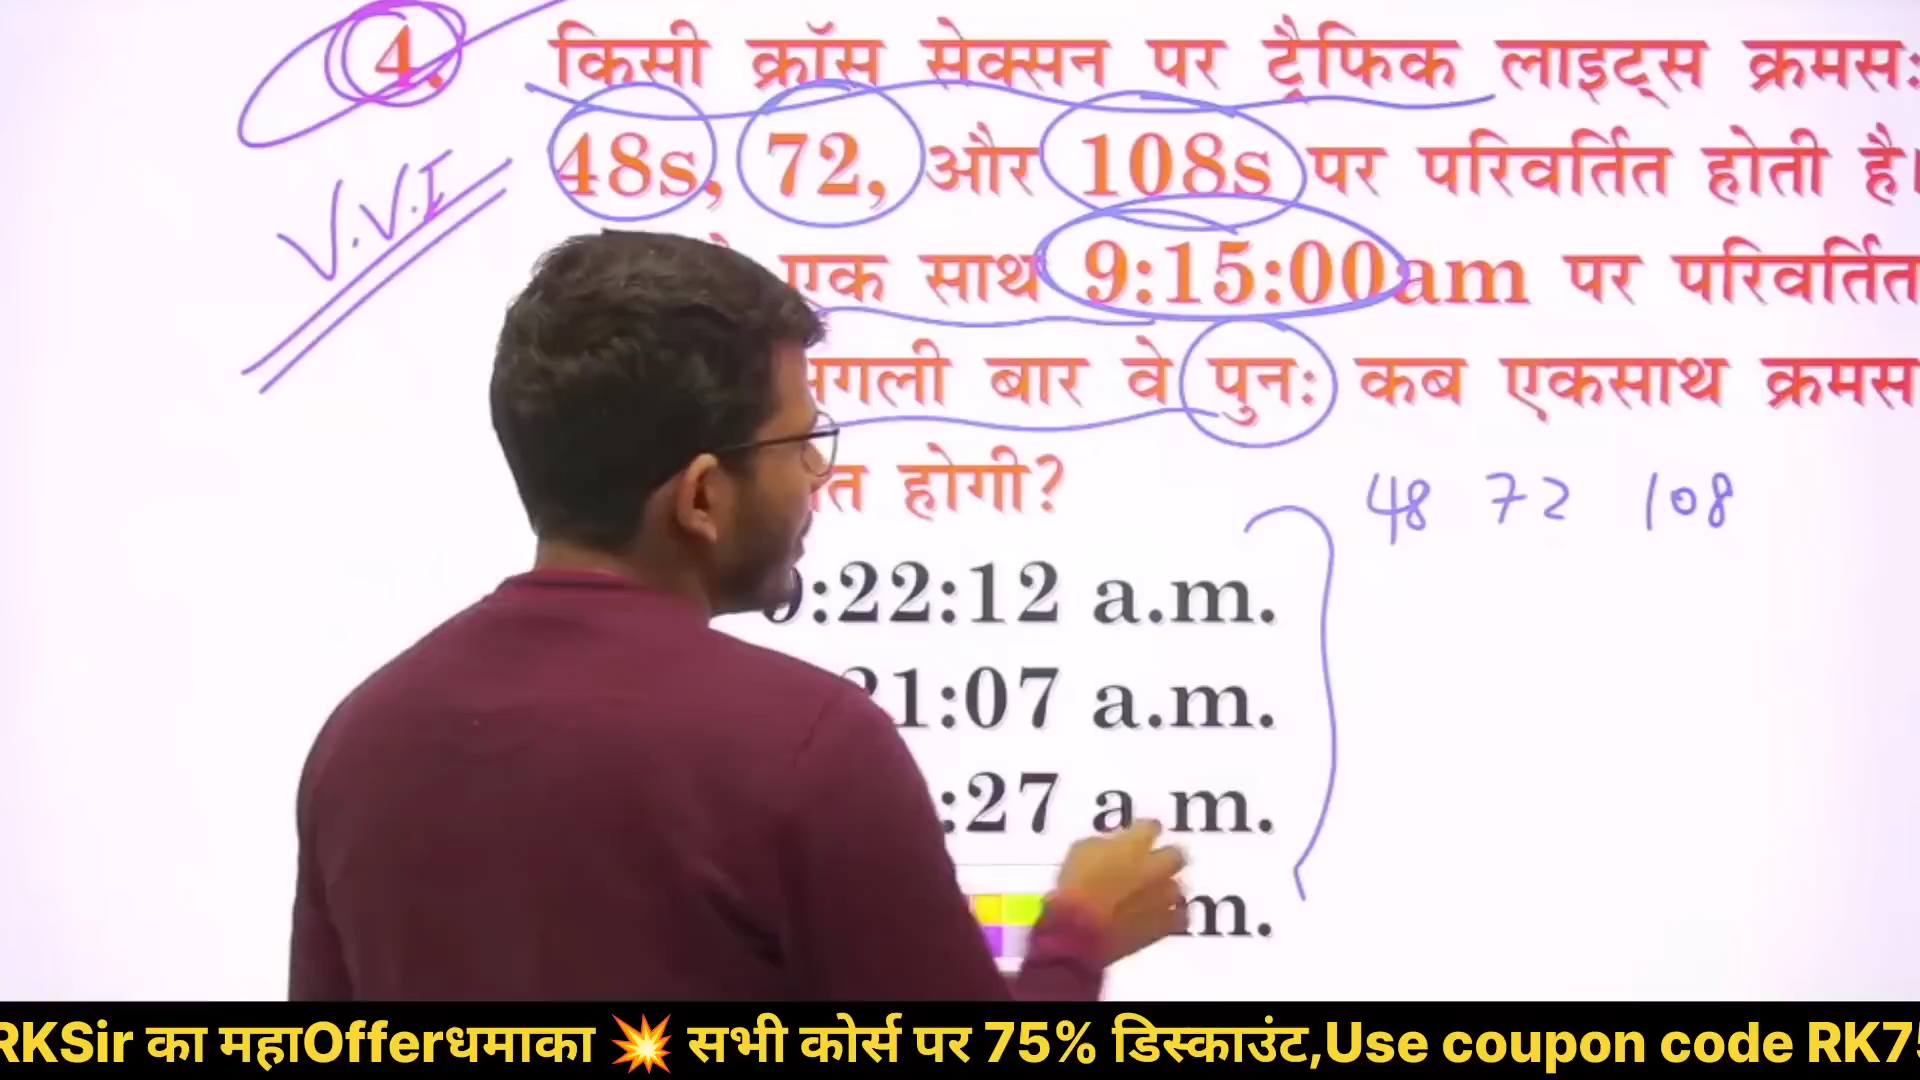 4. किसी क्रॉस सेक्सन पर ट्रैफिक लाइट्स क्रमसः
48s, 72, और 108s पर परिवर्तित होती है।
V.V.I
एक साथ 9:15:00am पर परिवर्तित
बार वे पुनः कब एकसाथ क्रमस
होगी?
48 72 108
:22:12 a.m.
1:07 a.m.
:27 a.m.
m.
RKSir का महाOfferधमाका 💥 सभी कोर्स पर 75% डिस्काउंट,Use coupon code RK75